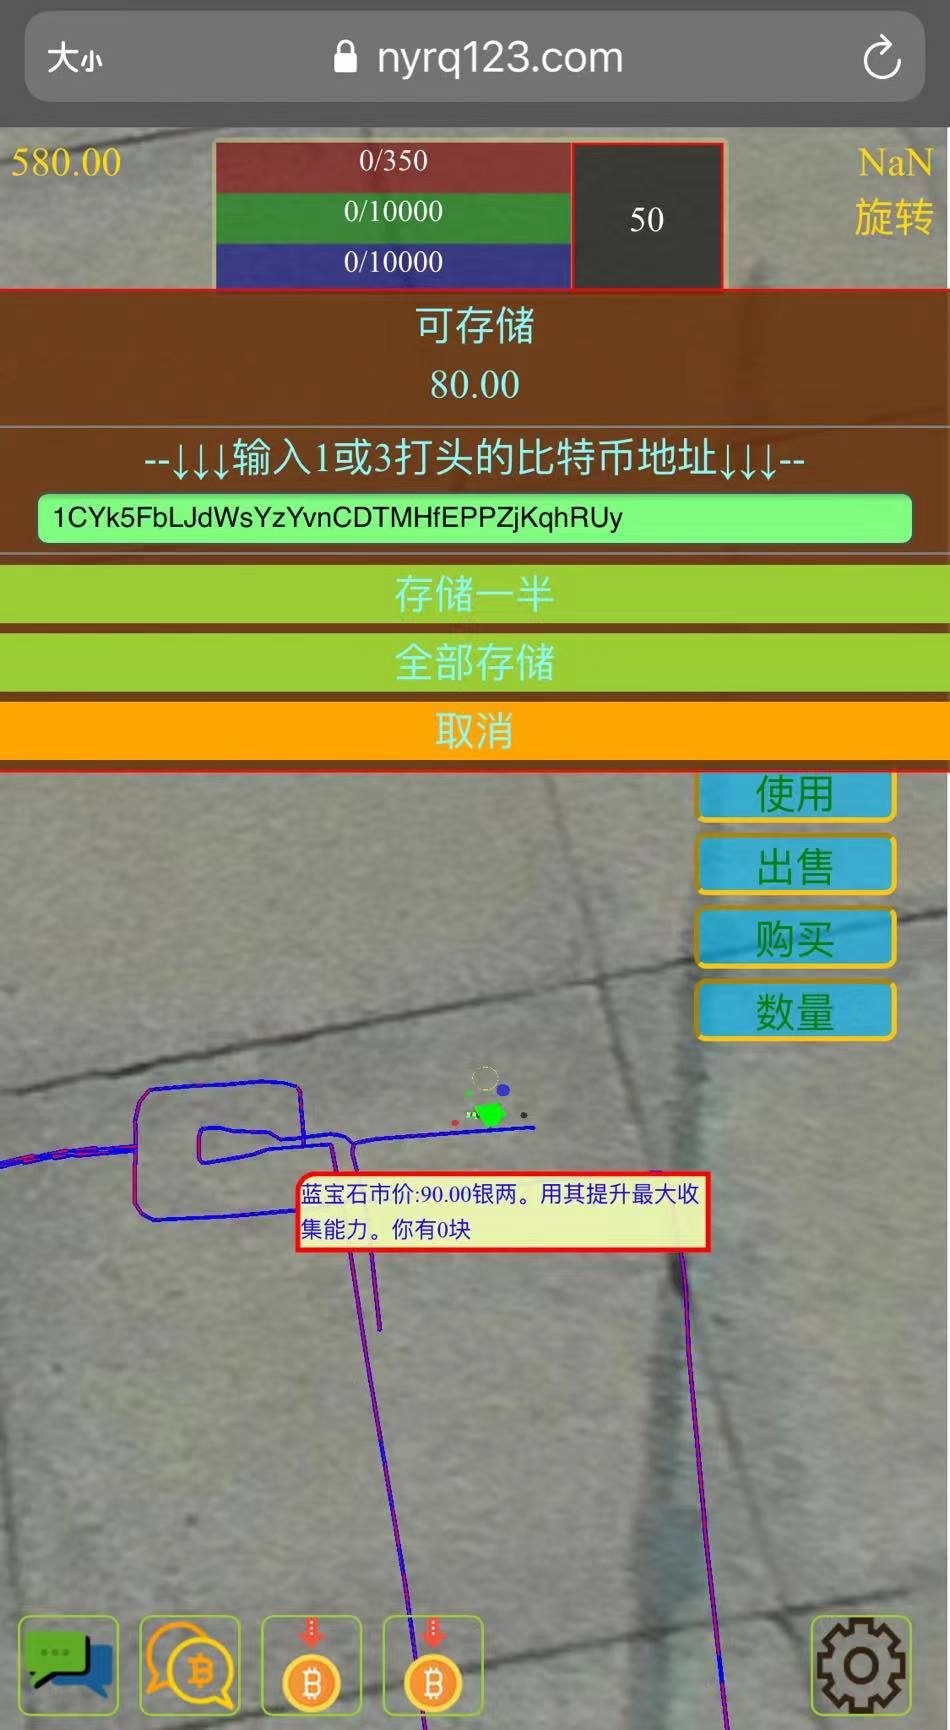 大小
nyrq123.com
580.00
0/350
0/10000
0/10000
50
NaN
旋转
可存储
80.00
--↓↓↓输入1或3打头的比特币地址↓↓↓--
1CYk5FbLJdWsYzYvnCDTMHfEPPZjKqhRUy
存储一半
全部存储
取消
使用
出售
购买
数量
蓝宝石市价:90.00银两。用其提升最大收
集能力。你有0块